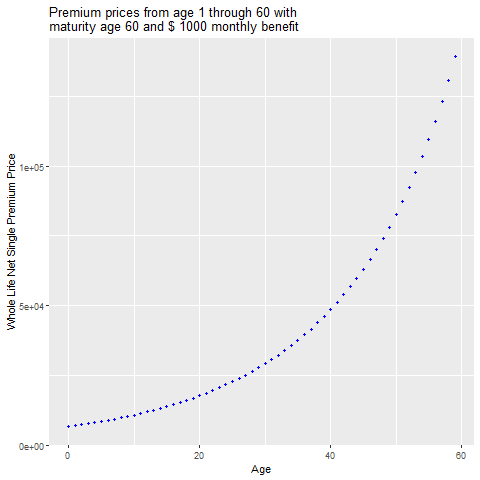 Premium prices from age 1 through 60 with
maturity age 60 and $ 1000 monthly benefit
Whole Life Net Single Premium Price
1e+05
5e+04
0e+00
0 20 40 60
Age